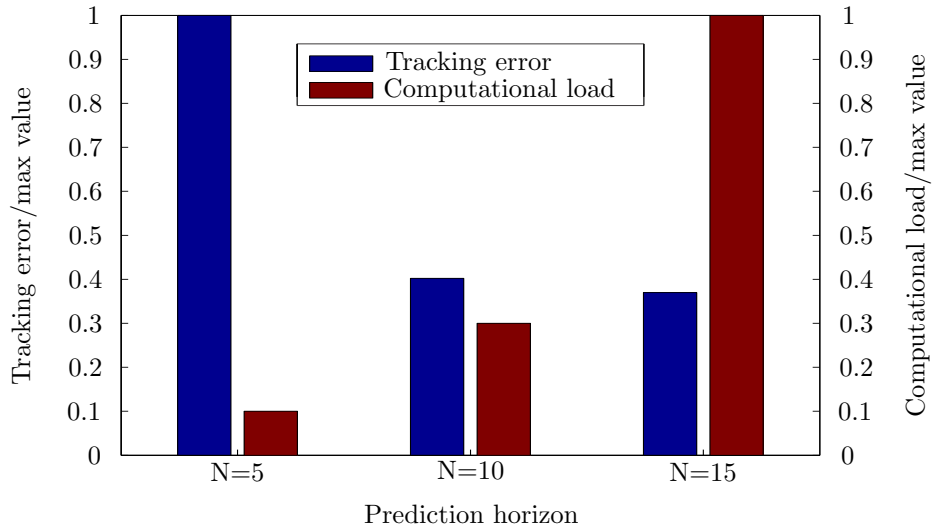 Tracking error/max value
1
0.9
0.8
0.7
0.6
0.5
0.4
0.3
0.2
0.1
0
Tracking error
Computational load
N=5
N=10
N=15
Prediction horizon
1
0.9
0.8
0.7
0.6
0.5
0.4
0.3
0.2
0.1
0
Computational load/max value